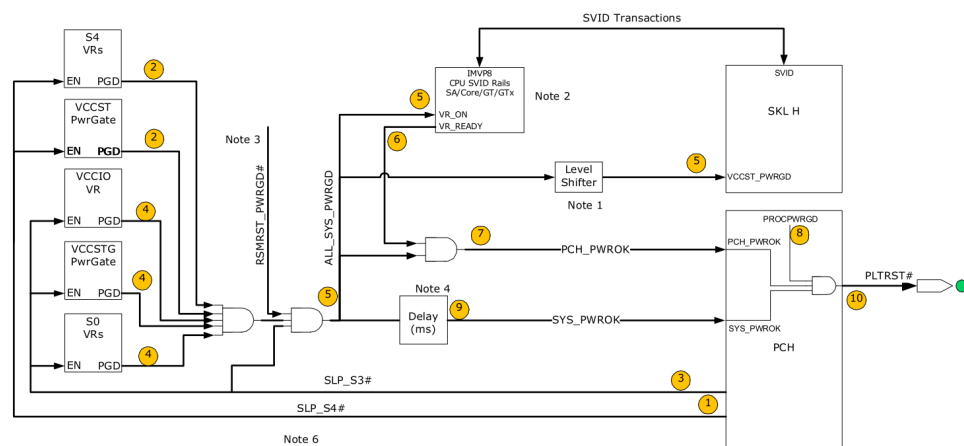 SVID Transactions
S4
VRs
EN PGD
2
VCCST
PwrGate
EN PGD
2
VCCIO
VR
EN PGD
4
VCCSTG
PwrGate
EN PGD
4
S0
VRs
EN PGD
4
Note 3
RSMRST_PWRGD#
ALL_SYS_PWRGD
5
IMVP8
CPU SVID Rails
SA/Core/GT/GTx
VR_ON
VR_READY
5
6
Note 2
SVID
SKL H
VCCST_PWRGD
Level
Shifter
Note 1
5
7
PCH_PWROK
Note 4
Delay
(ms)
9
SYS_PWROK
PROCPWRGD
8
PCH_PWROK
SYS_PWROK
PCH
PLTRST#
10
SLP_S3#
3
SLP_S4#
1
Note 6